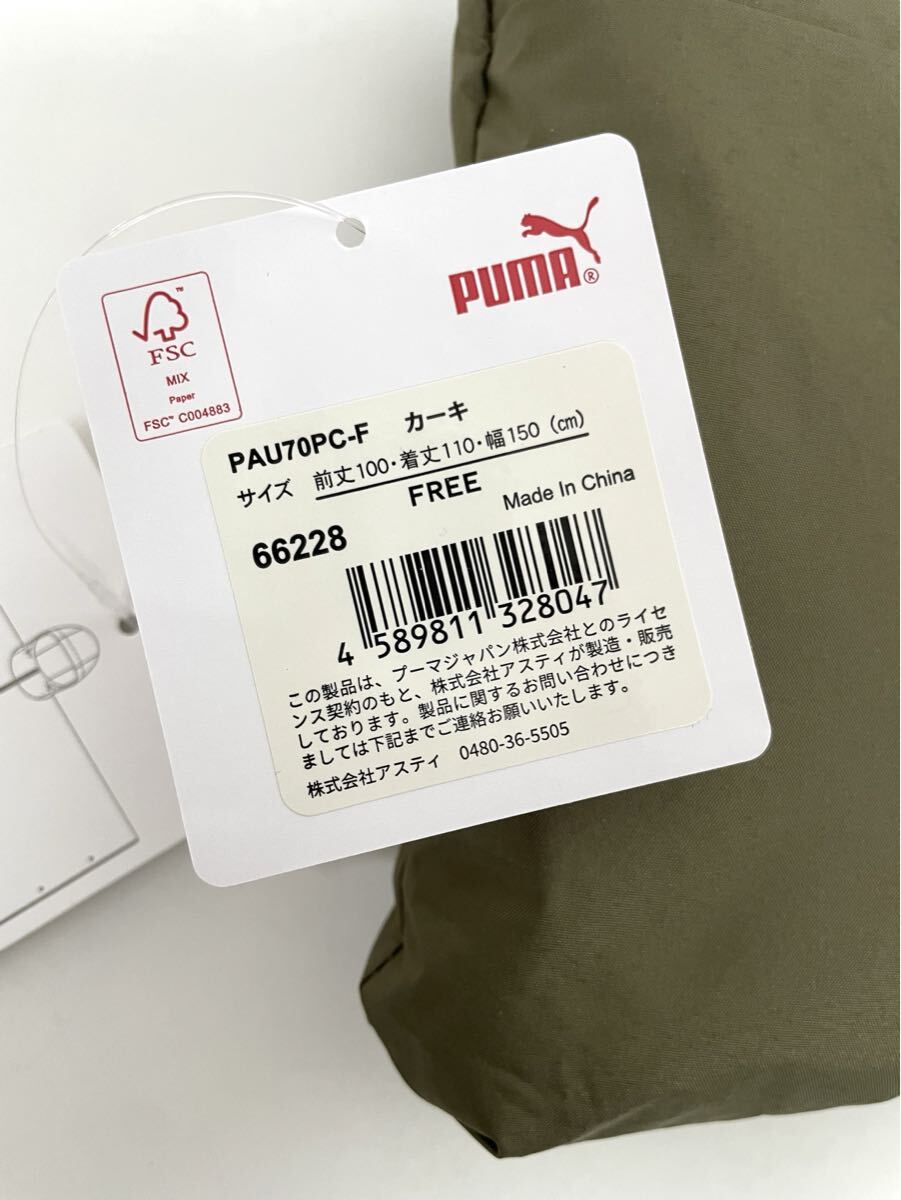 PUMA®
™
FSC
MIX
Paper
FSC™ C004883
PAU70PC-F カーキ
サイズ 前丈100・着丈110・幅150（cm）
FREE
Made In China
66228
4 589811 328047
この製品は、プーマジャパン株式会社とのライセ
ンス契約のもと、株式会社アスティが製造・販売
しております。製品に関するお問い合わせにつき
ましては下記までご連絡お願いいたします。
株式会社アスティ 0480-36-5505